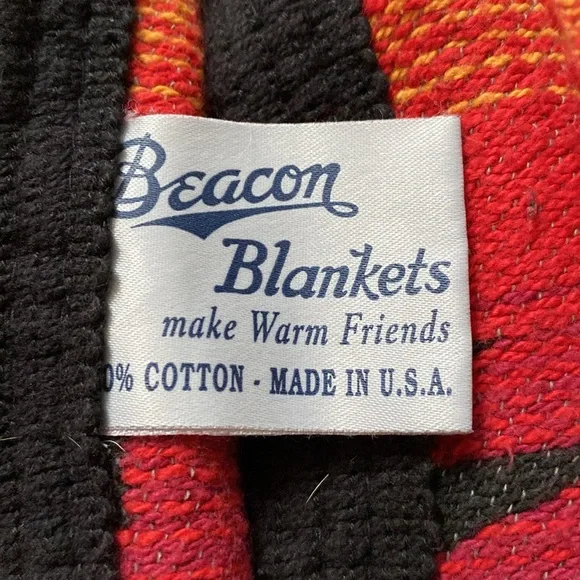 Beacon
Blankets
make Warm Friends
0% COTTON - MADE IN U.S.A.